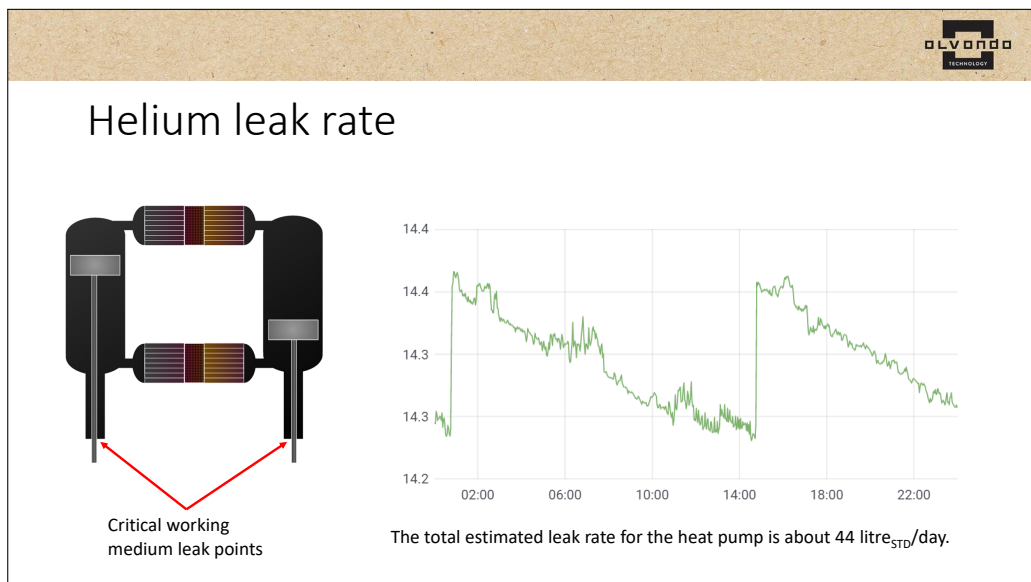 OLVONDO
TECHNOLOGY
Helium leak rate
14.4
14.4
14.3
14.3
14.2
02:00 06:00 10:00 14:00 18:00 22:00
Critical working
medium leak points
The total estimated leak rate for the heat pump is about 44 litreSTD/day.